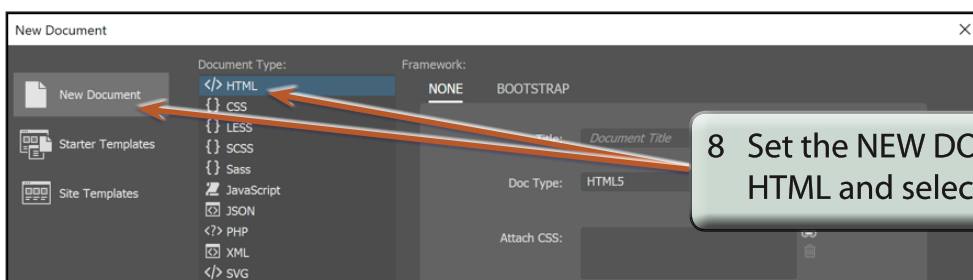 New Document
New Document
Starter Templates
Site Templates
Document Type:
</> HTML
{} CSS
{} LESS
{} SCSS
{} Sass
JavaScript
JSON
<?> PHP
XML
</> SVG
Framework:
NONE BOOTSTRAP
Title: Document Title
Doc Type: HTML5
Attach CSS:
8 Set the NEW DO
HTML and selec